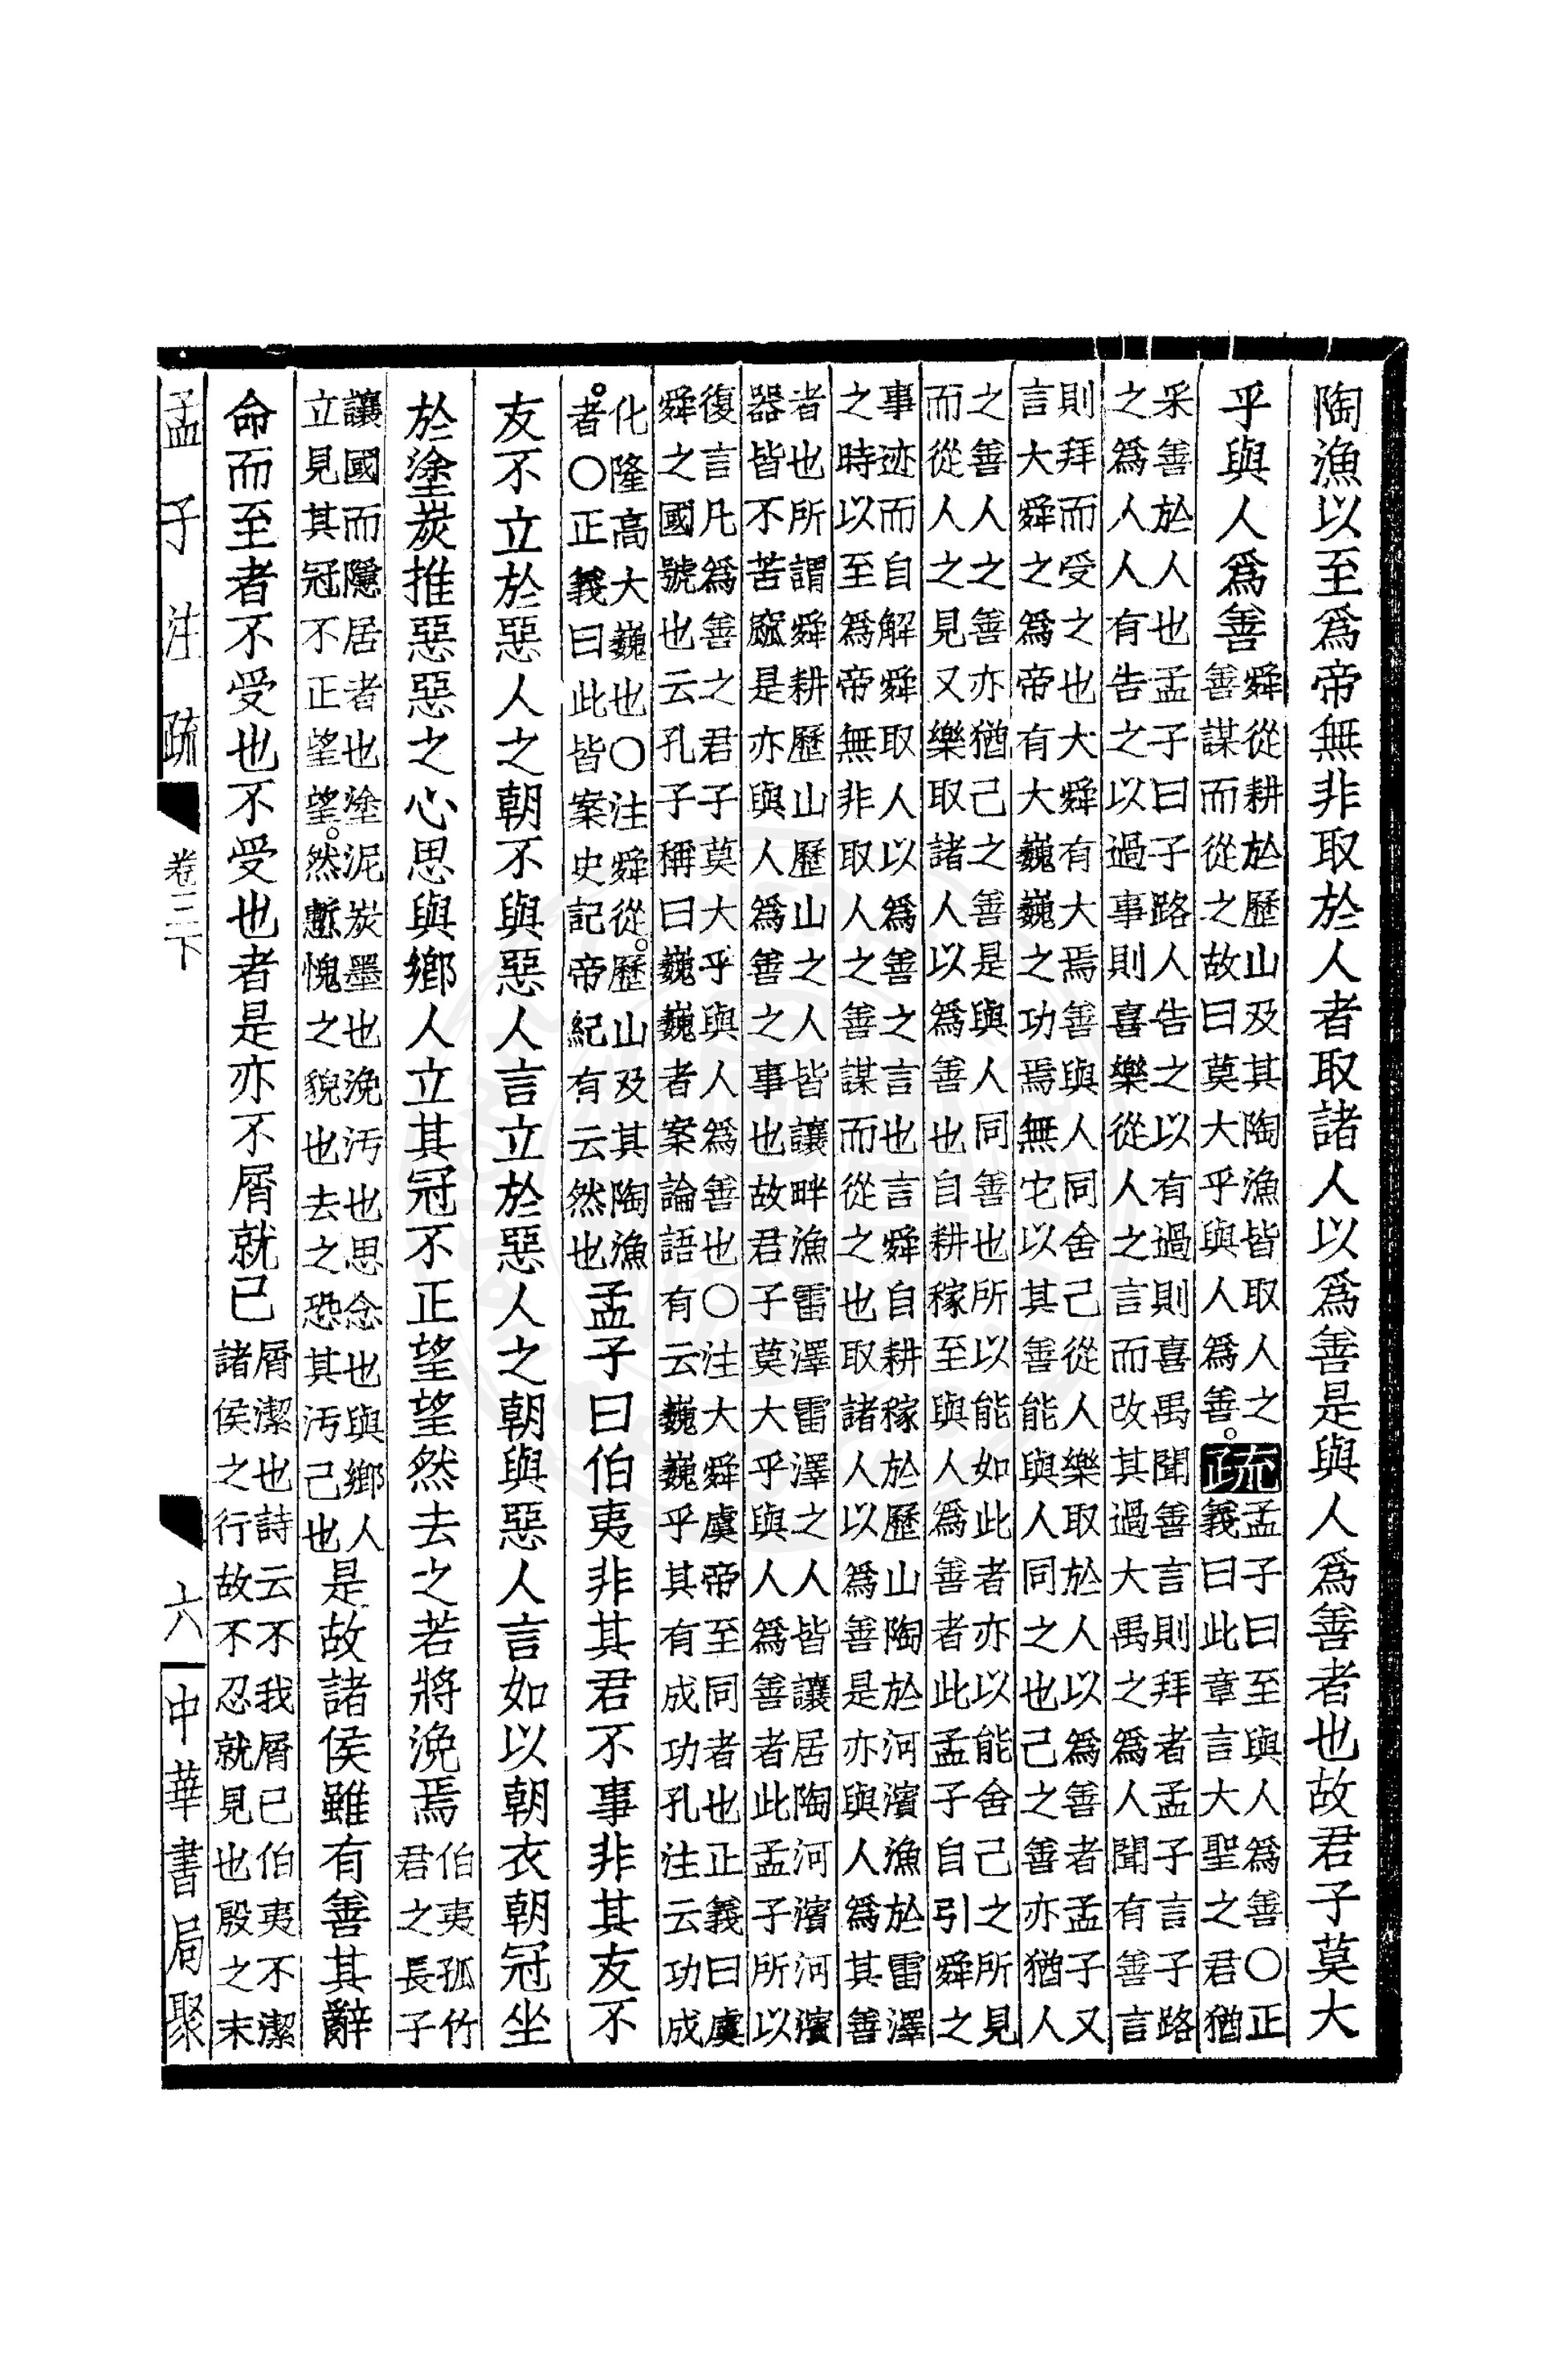 陶漁以至爲帝無非取於人者取諸人以爲善是與人爲善者也故君子莫大
乎與人爲善
舜從耕於歷山及其陶漁皆取人之
善謀而從之故曰莫大乎與人爲善。
疏
孟子曰至與人爲善○正
義曰此章言大聖之君猶
采善於人也孟子曰子路人告之以有過則喜禹聞善言則拜者孟子言子路
之爲人人有告之以過事則喜樂從人之言而改其過大禹之爲人聞有善言
則拜而受之也大舜有大焉善與人同舍己從人樂取於人以爲善者孟子又
言大舜之爲帝有大巍巍之功焉無它以其善能與人同之也己之善亦猶人
之善人之善亦猶己之善是與人同善也所以能如此者亦以能舍己之所見
而從人之見又樂取諸人以爲善也自耕稼至與人爲善者此孟子自引舜之
事迹而自解舜取人以爲善之言也言舜自耕稼於歷山陶於河濱漁於雷澤
之時以至爲帝無非取人之善謀而從之也取諸人以爲善是亦與人爲其善
者也所謂舜耕歷山歷山之人皆讓畔漁雷澤雷澤之人皆讓居陶河濱河濱
器皆不苦窳是亦與人爲善之事也故君子莫大乎與人爲善者此孟子所以
復言凡爲善之君子莫大乎與人爲善也○注大舜虞帝至同者也正義曰虞
舜之國號也云孔子稱曰巍巍者案論語有云巍巍乎其有成功孔注云功成
化隆高大巍也○注舜從。歷山及其陶漁
。者○正義曰此皆案史記帝紀有云然也
孟子曰伯夷非其君不事非其友不
友不立於惡人之朝不與惡人言立於惡人之朝與惡人言如以朝衣朝冠坐
於塗炭推惡惡之心思與鄉人立其冠不正望望然去之若將浼焉
伯夷孤竹
君之長子
讓國而隱居者也塗泥炭墨也浼汚也思念也與鄉人
立見其冠不正望望。然慙愧之貌也去之恐其汚己也
是故諸侯雖有善其辭
命而至者不受也不受也者是亦不屑就已
屑潔也詩云不我屑已伯夷不潔
諸侯之行故不忍就見也殷之末
孟子注疏 卷三下 六 中華書局聚